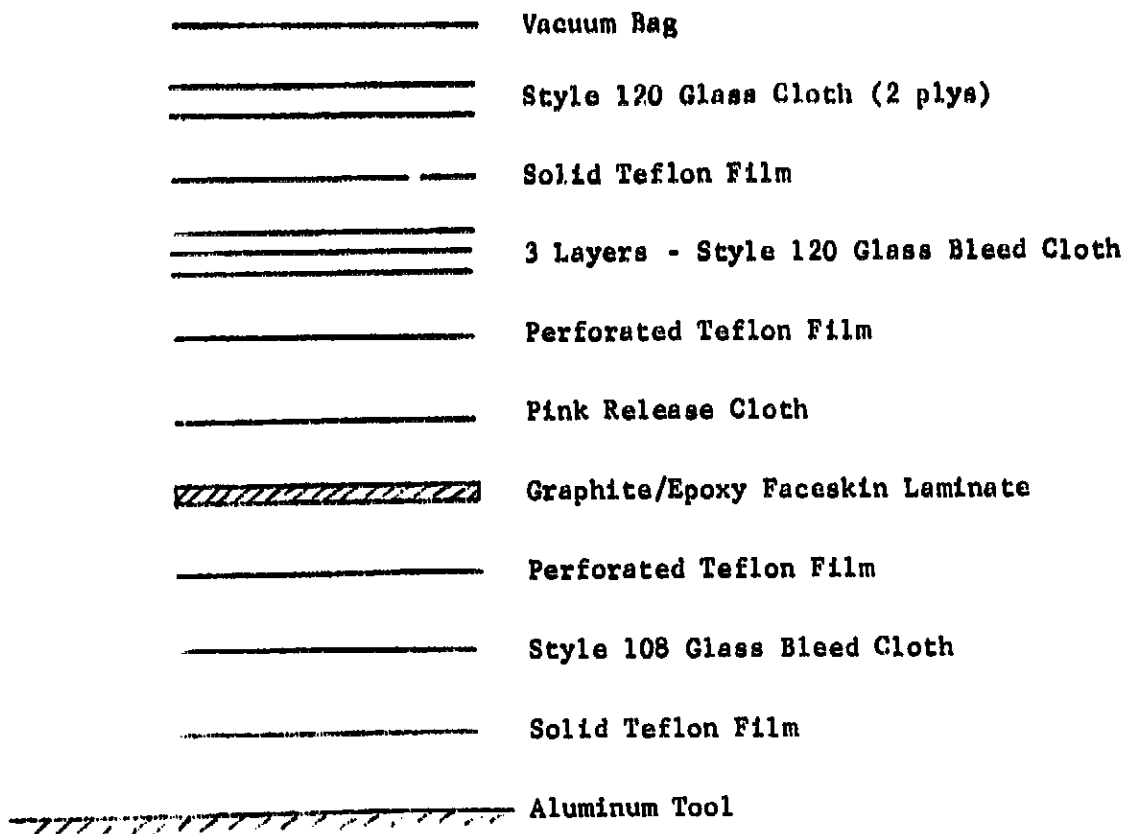 Vacuum Bag
Style 120 Glass Cloth (2 plys)
Solid Teflon Film
3 Layers - Style 120 Glass Bleed Cloth
Perforated Teflon Film
Pink Release Cloth
Graphite/Epoxy Faceskin Laminate
Perforated Teflon Film
Style 108 Glass Bleed Cloth
Solid Teflon Film
Aluminum Tool